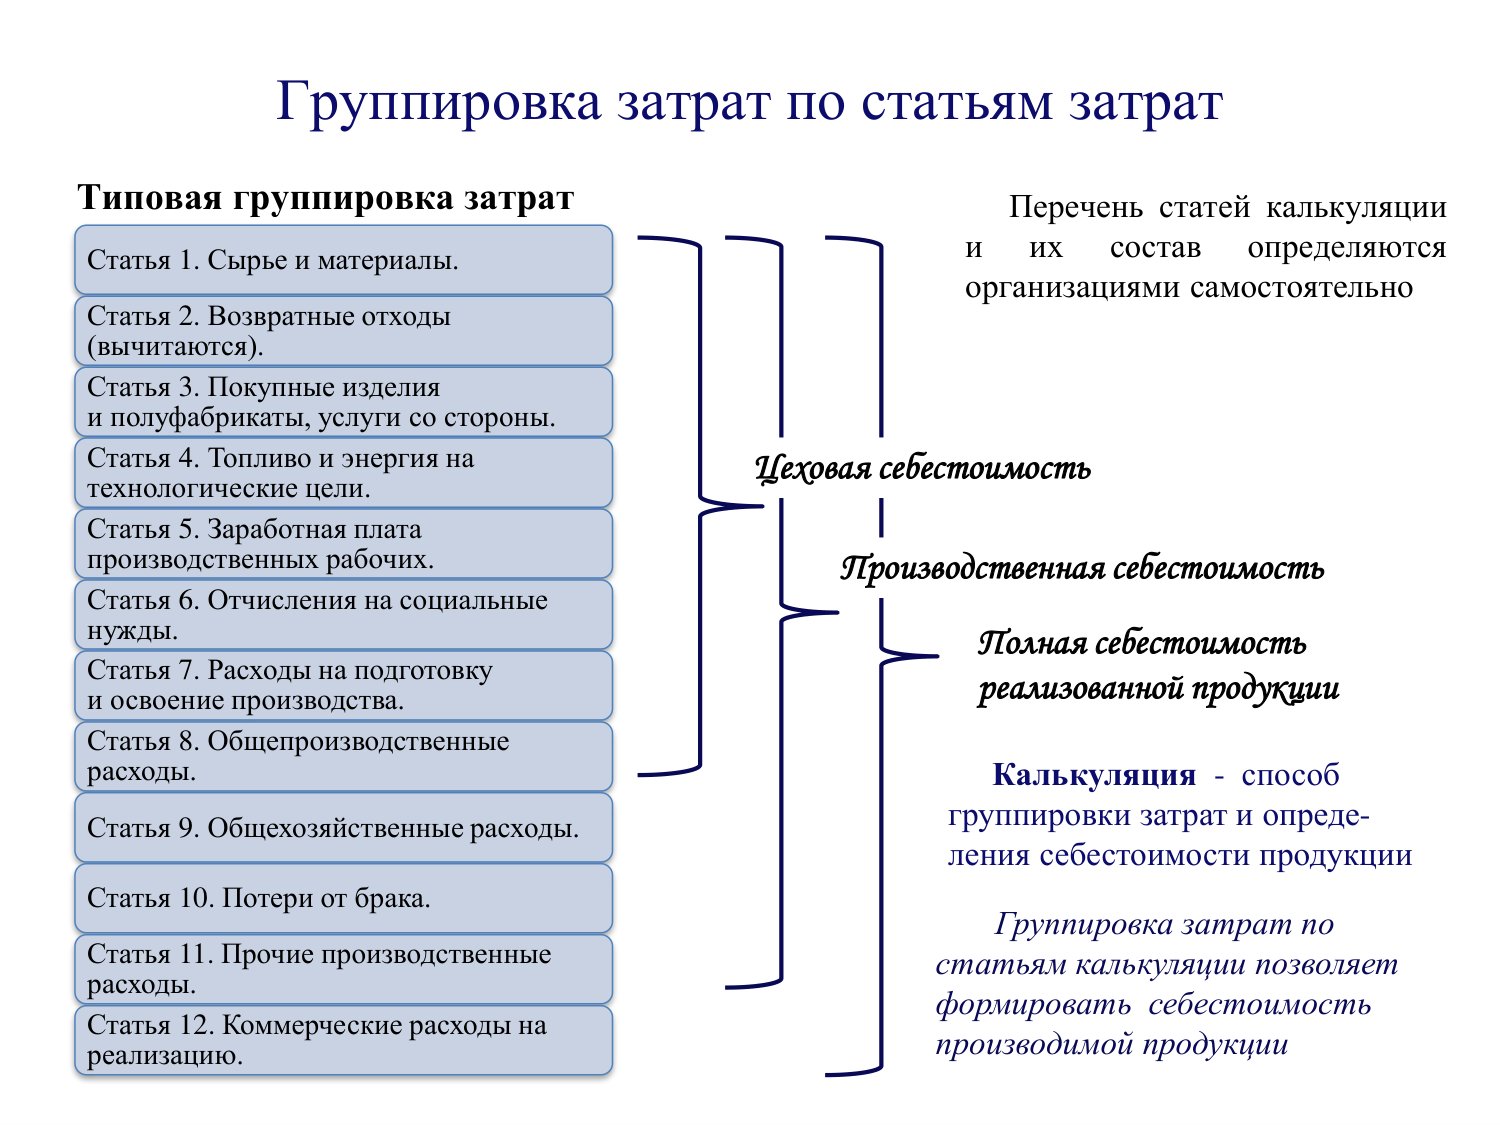 Группировка затрат по статьям затрат
Типовая группировка затрат
Статья 1. Сырье и материалы.
Статья 2. Возвратные отходы
(вычитаются).
Статья 3. Покупные изделия
и полуфабрикаты, услуги со стороны.
Статья 4. Топливо и энергия на
технологические цели.
Статья 5. Заработная плата
производственных рабочих.
Статья 6. Отчисления на социальные
нужды.
Статья 7. Расходы на подготовку
и освоение производства.
Статья 8. Общепроизводственные
расходы.
Статья 9. Общехозяйственные расходы.
Статья 10. Потери от брака.
Статья 11. Прочие производственные
расходы.
Статья 12. Коммерческие расходы на
реализацию.
Перечень статей калькуляции
и их состав определяются
организациями самостоятельно
Цеховая себестоимость
Производственная себестоимость
Полная себестоимость
реализованной продукции
Калькуляция - способ
группировки затрат и опреде-
ления себестоимости продукции
Группировка затрат по
статьям калькуляции позволяет
формировать себестоимость
производимой продукции